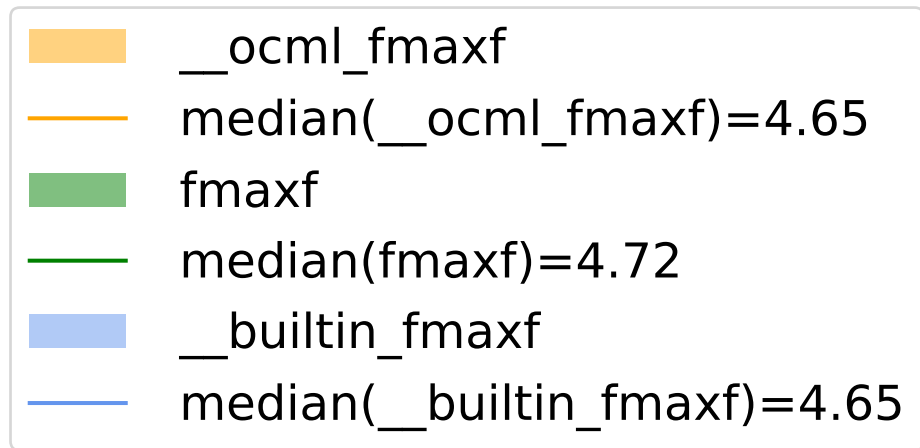 __ocml_fmaxf
median(__ocml_fmaxf)=4.65
fmaxf
median(fmaxf)=4.72
__builtin_fmaxf
median(__builtin_fmaxf)=4.65